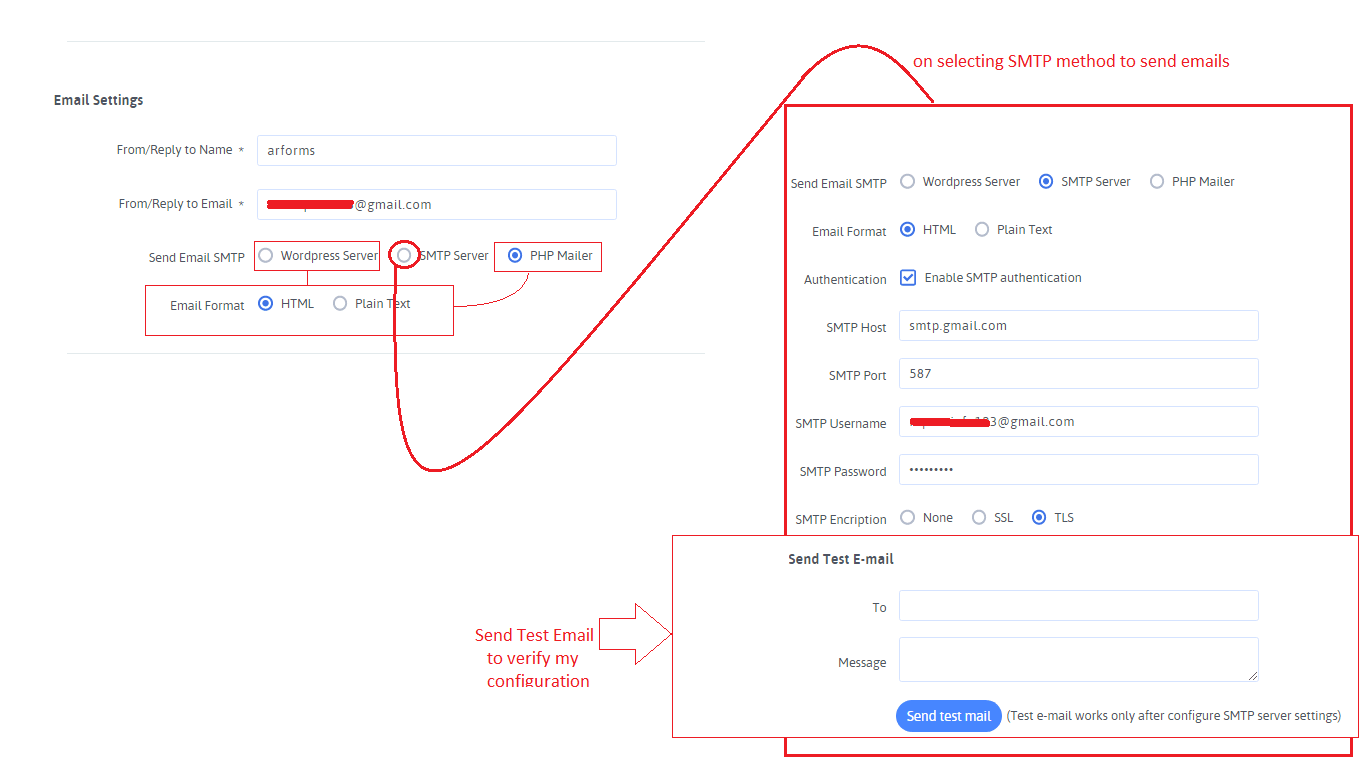 on selecting SMTP method to send emails
Email Settings
From/Reply to Name *
arforms
From/Reply to Email *
@gmail.com
Send Email SMTP
Wordpress Server
SMTP Server
PHP Mailer
Email Format
HTML
Plain Text
Send Email SMTP
Wordpress Server
SMTP Server
PHP Mailer
Email Format
HTML
Plain Text
Authentication
Enable SMTP authentication
SMTP Host
smtp.gmail.com
SMTP Port
587
SMTP Username
3@gmail.com
SMTP Password
•••••••••
SMTP Encription
None
SSL
TLS
Send Test Email
to verify my
configuration
Send Test E-mail
To
Message
Send test mail
(Test e-mail works only after configure SMTP server settings)